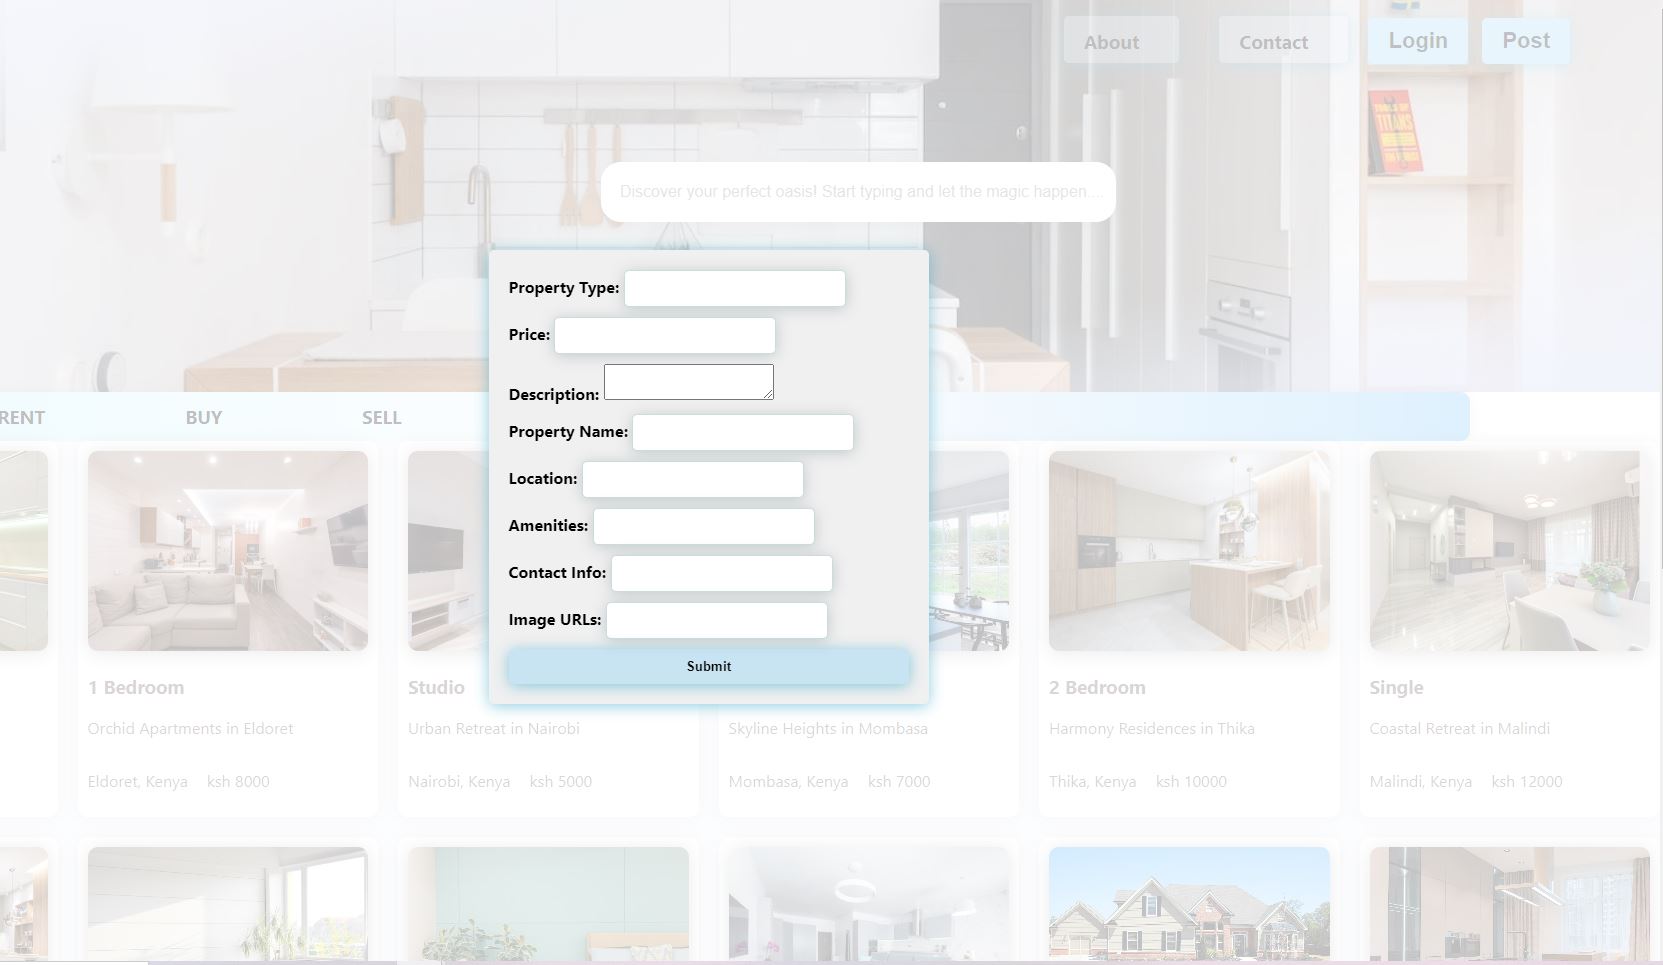 About
Contact
Login
Post
TOOLS OF
TITANS
Discover your perfect oasis! Start typing and let the magic happen....
RENT
BUY
SELL
Property Type:
Price:
Description:
Property Name:
Location:
Amenities:
Contact Info:
Image URLs:
Submit
1 Bedroom
Orchid Apartments in Eldoret
Eldoret, Kenya ksh 8000
Studio
Urban Retreat in Nairobi
Nairobi, Kenya ksh 5000
Skyline Heights in Mombasa
Mombasa, Kenya ksh 7000
2 Bedroom
Harmony Residences in Thika
Thika, Kenya ksh 10000
Single
Coastal Retreat in Malindi
Malindi, Kenya ksh 12000